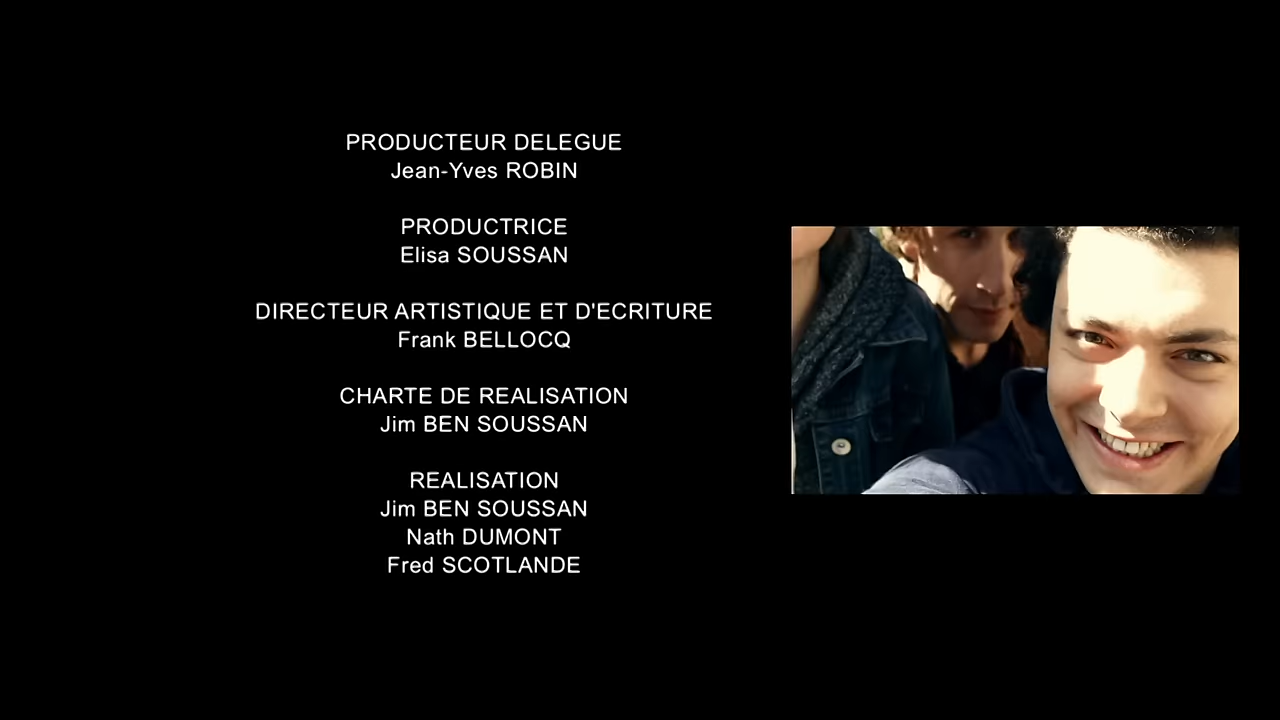 PRODUCTEUR DELEGUE
Jean-Yves ROBIN
PRODUCTRICE
Elisa SOUSSAN
DIRECTEUR ARTISTIQUE ET D'ECRITURE
Frank BELLOCQ
CHARTE DE REALISATION
Jim BEN SOUSSAN
REALISATION
Jim BEN SOUSSAN
Nath DUMONT
Fred SCOTLANDE